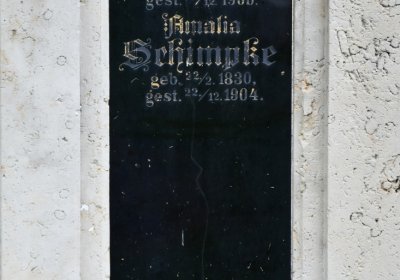 Amalia
Schimpke
geb. 22/2. 1830.
gest. 22/12. 1904.